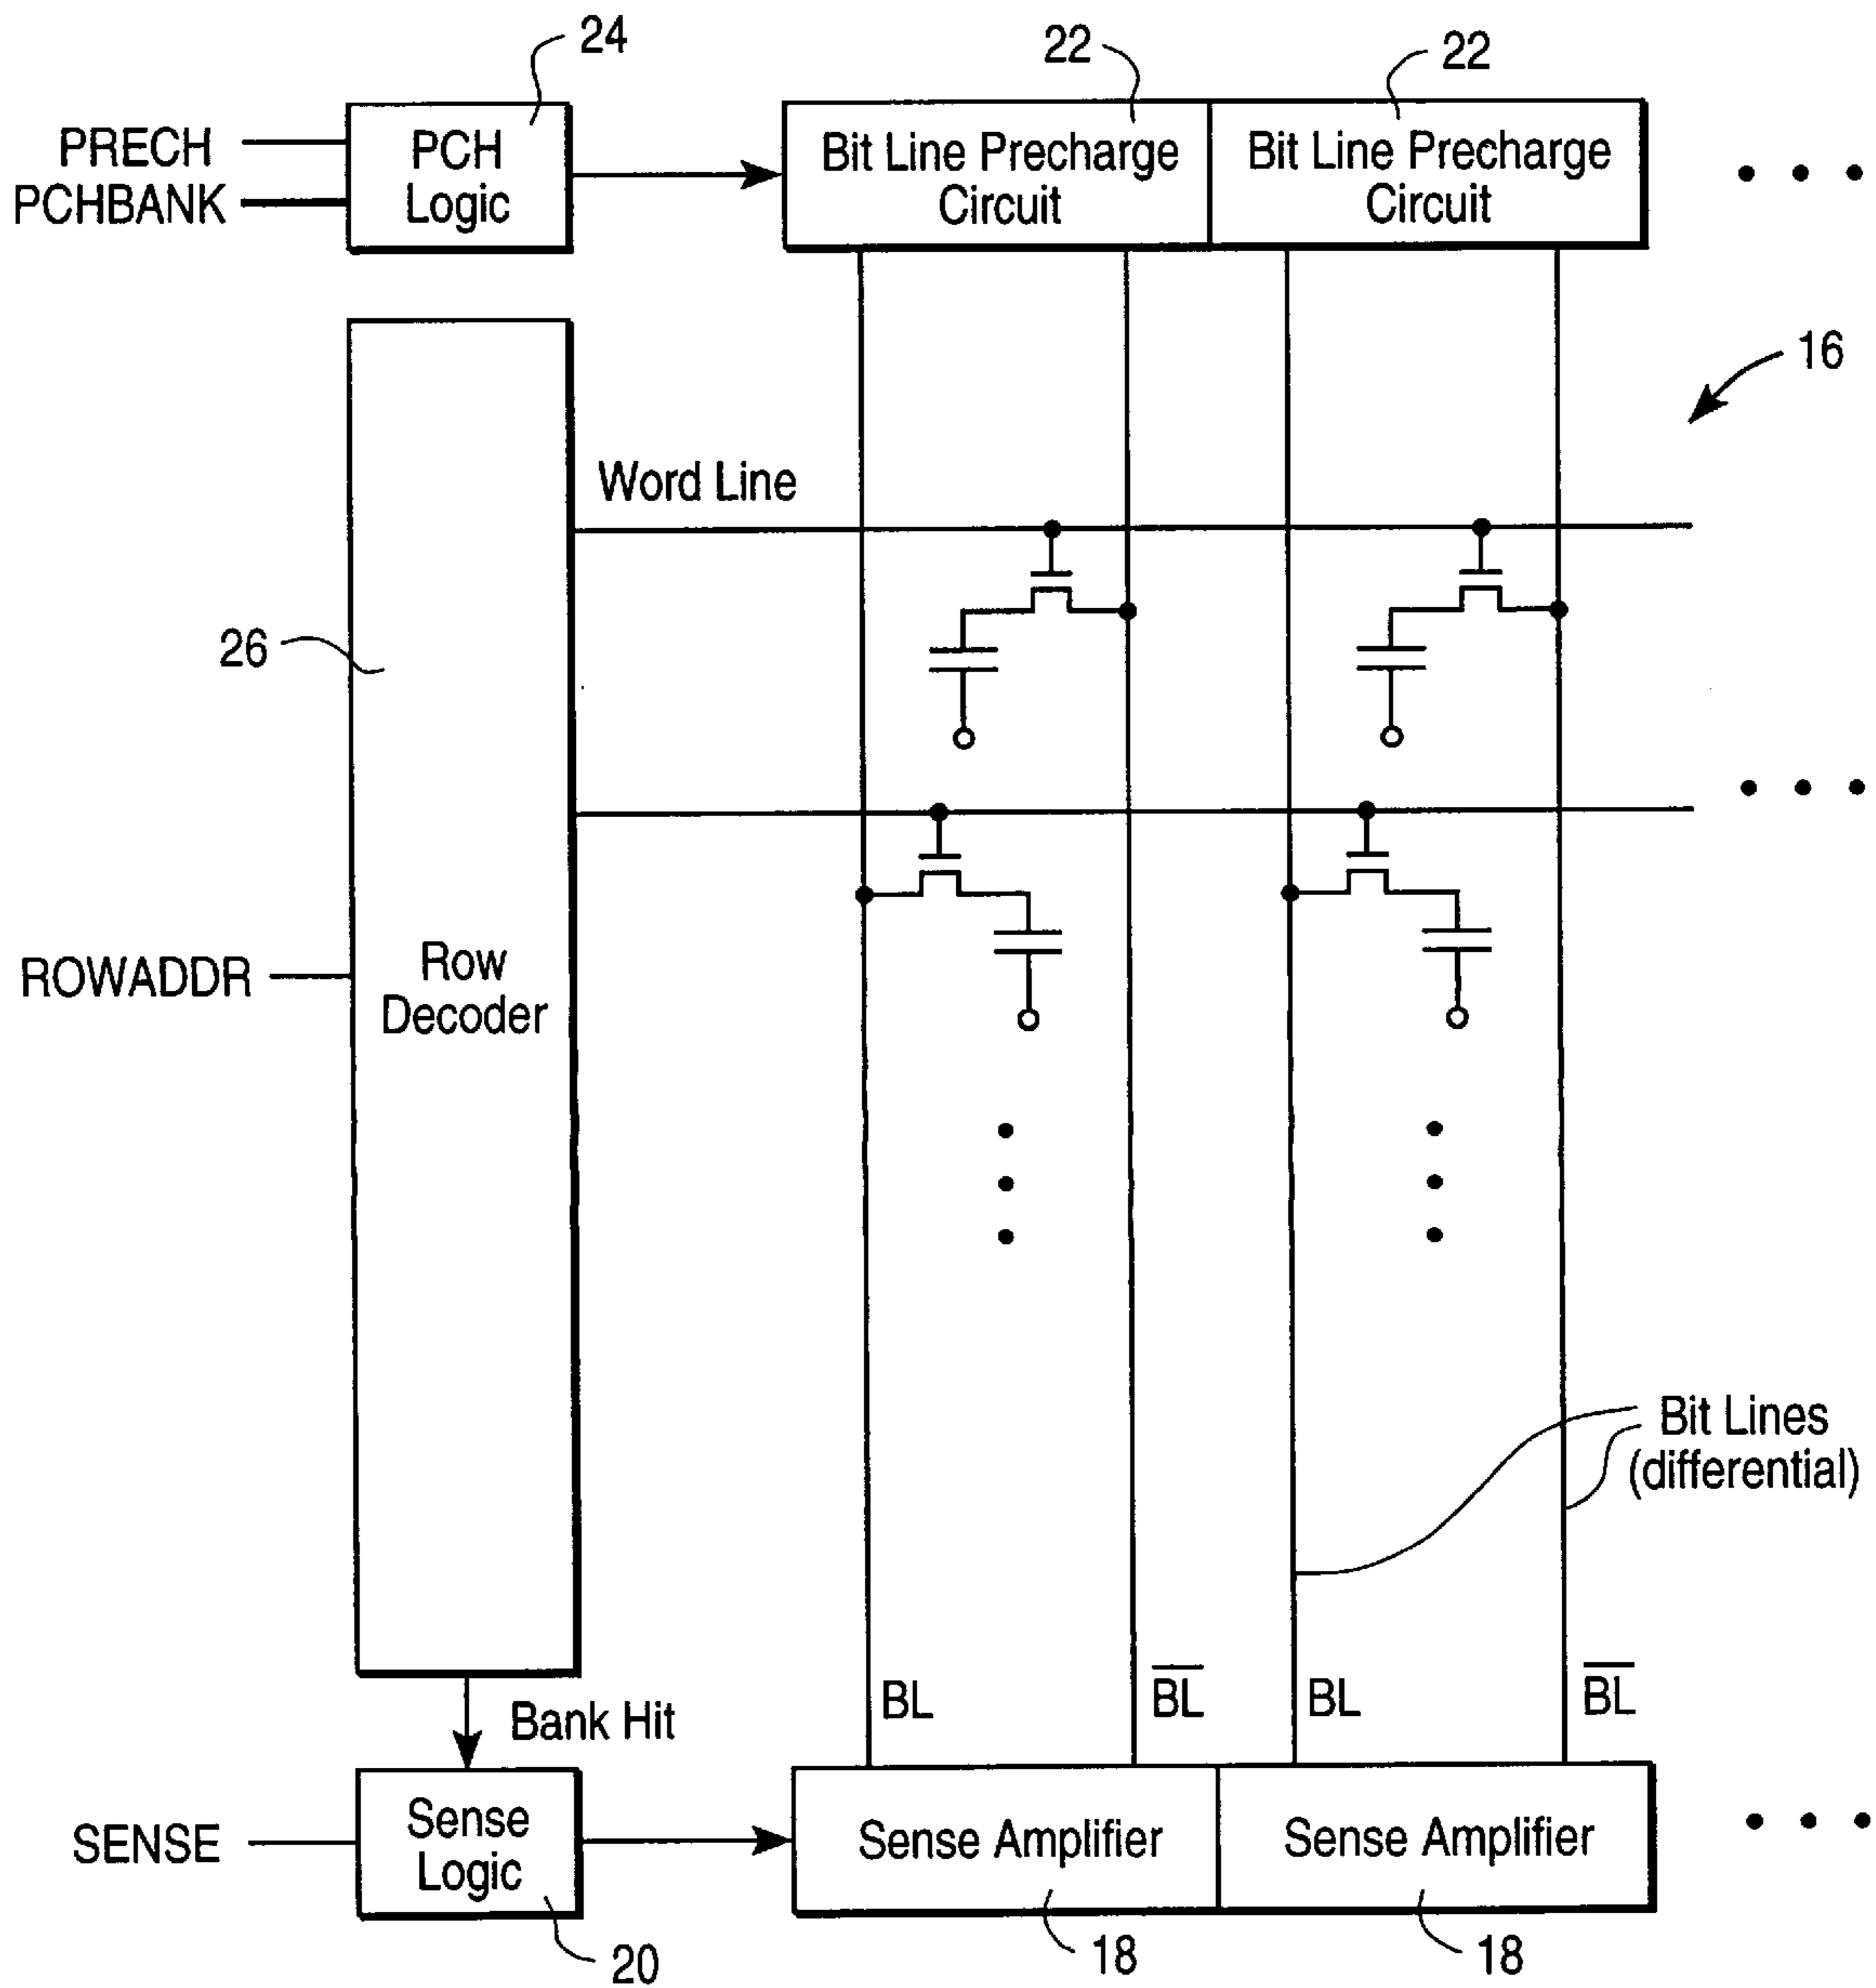 24
22
22
PRECH
PCHBANK
PCH
Logic
Bit Line Precharge
Circuit
Bit Line Precharge
Circuit
16
Word Line
26
ROWADDR
Row
Decoder
Bit Lines
(differential)
BL
B̅L̅
BL
B̅L̅
Bank Hit
SENSE
Sense
Logic
Sense Amplifier
Sense Amplifier
20
18
18